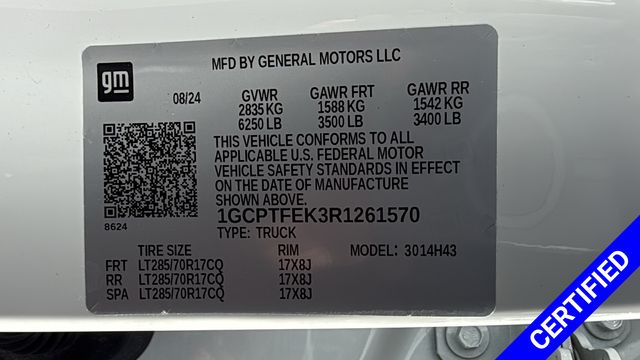 gm
MFD BY GENERAL MOTORS LLC
08/24 GVWR GAWR FRT GAWR RR
2835 KG 1588 KG 1542 KG
6250 LB 3500 LB 3400 LB
THIS VEHICLE CONFORMS TO ALL
APPLICABLE U.S. FEDERAL MOTOR
VEHICLE SAFETY STANDARDS IN EFFECT
ON THE DATE OF MANUFACTURE
SHOWN ABOVE.
1GCPTFEK3R1261570
8624
TYPE: TRUCK
TIRE SIZE RIM MODEL: 3014H43
FRT LT285/70R17CQ 17X8J
RR LT285/70R17CQ 17X8J
SPA LT285/70R17CQ 17X8J
CERTIFIED